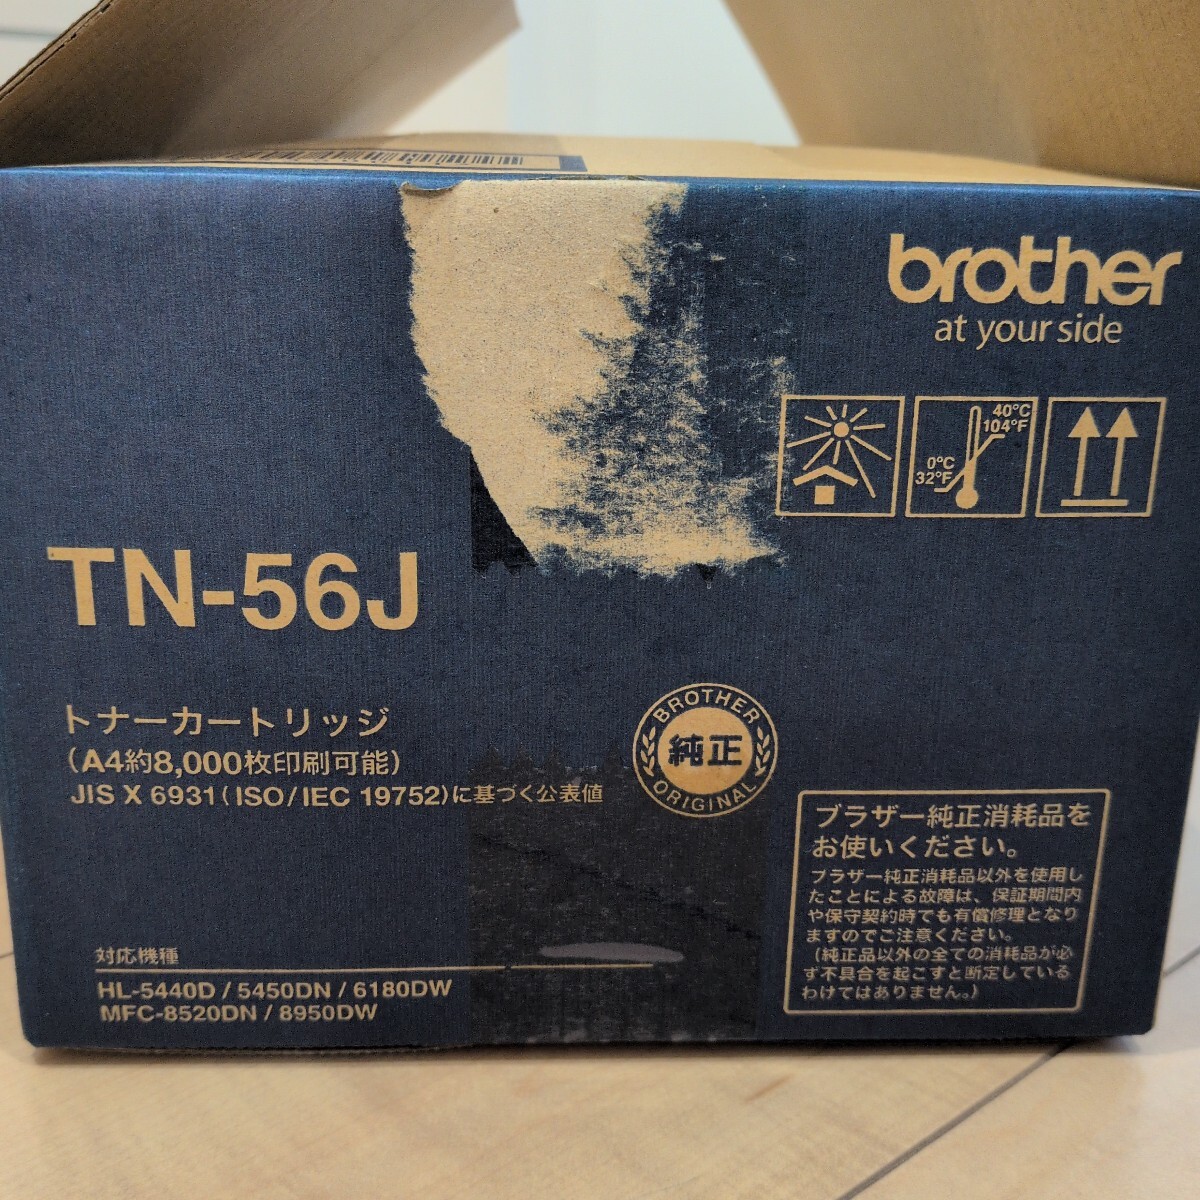 brother
at your side
40°C
104°F
0°C
32°F
TN-56J
トナーカートリッジ
（A4約8,000枚印刷可能）
JIS X 6931（ISO/IEC 19752）に基づく公表値
BROTHER
純正
ORIGINAL
ブラザー純正消耗品を
お使いください。
ブラザー純正消耗品以外を使用し
たことによる故障は、保証期間内
や保守契約時でも有償修理となり
ますのでご注意ください。
（純正品以外の全ての消耗品が必
ず不具合を起こすと断定している
わけではありません。）
対応機種
HL-5440D / 5450DN / 6180DW
MFC-8520DN / 8950DW